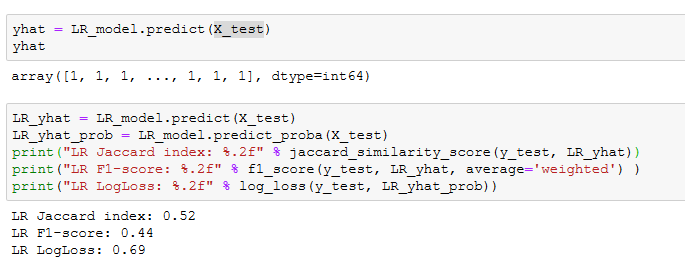 yhat = LR_model.predict(X_test)
yhat
array([1, 1, 1, ..., 1, 1, 1], dtype=int64)
LR_yhat = LR_model.predict(X_test)
LR_yhat_prob = LR_model.predict_proba(X_test)
print("LR Jaccard index: %.2f" % jaccard_similarity_score(y_test, LR_yhat))
print("LR F1-score: %.2f" % f1_score(y_test, LR_yhat, average='weighted') )
print("LR LogLoss: %.2f" % log_loss(y_test, LR_yhat_prob))
LR Jaccard index: 0.52
LR F1-score: 0.44
LR LogLoss: 0.69